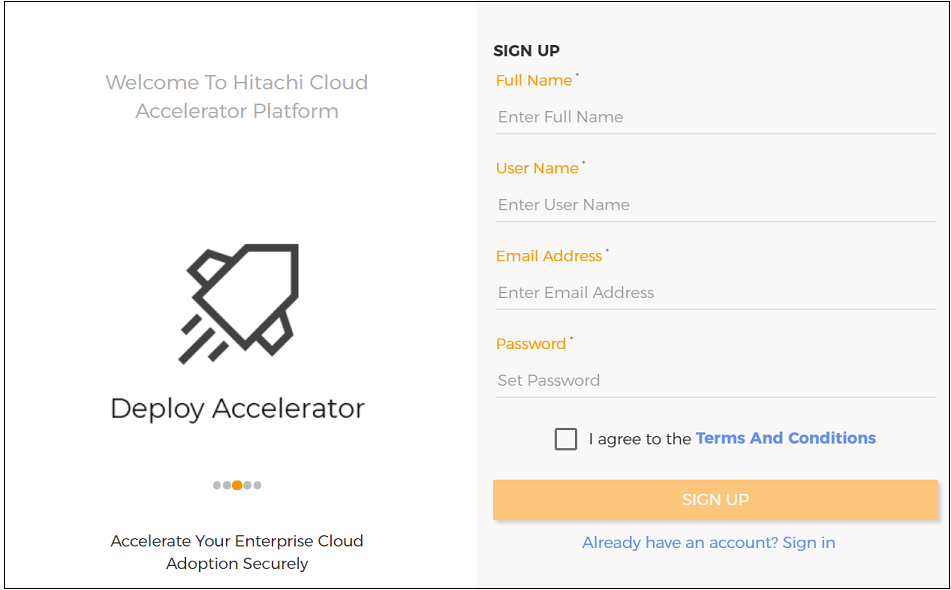 Welcome To Hitachi Cloud
Accelerator Platform
Deploy Accelerator
Accelerate Your Enterprise Cloud
Adoption Securely
SIGN UP
Full Name *
Enter Full Name
User Name *
Enter User Name
Email Address *
Enter Email Address
Password *
Set Password
I agree to the Terms And Conditions
SIGN UP
Already have an account? Sign in